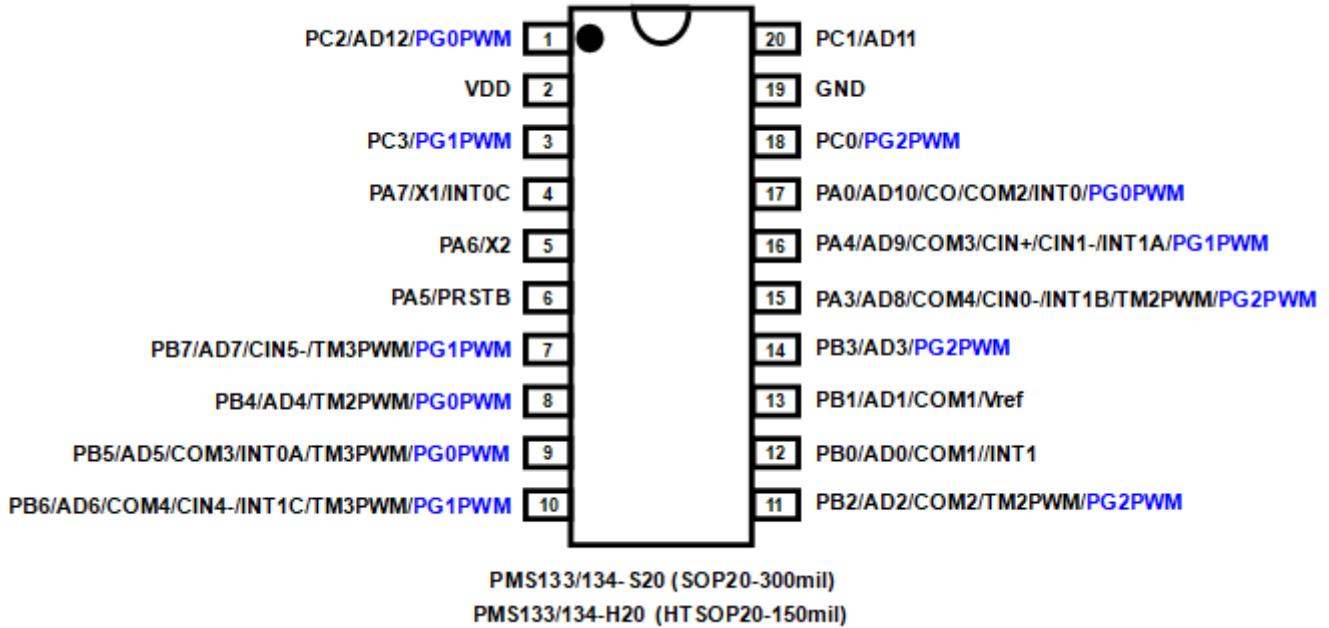 PC2/AD12/PG0PWM 1 20 PC1/AD11
VDD 2 19 GND
PC3/PG1PWM 3 18 PC0/PG2PWM
PA7/X1/INT0C 4 17 PA0/AD10/CO/COM2/INT0/PG0PWM
PA6/X2 5 16 PA4/AD9/COM3/CIN+/CIN1-/INT1A/PG1PWM
PA5/PRSTB 6 15 PA3/AD8/COM4/CIN0-/INT1B/TM2PWM/PG2PWM
PB7/AD7/CIN5-/TM3PWM/PG1PWM 7 14 PB3/AD3/PG2PWM
PB4/AD4/TM2PWM/PG0PWM 8 13 PB1/AD1/COM1/Vref
PB5/AD5/COM3/INT0A/TM3PWM/PG0PWM 9 12 PB0/AD0/COM1//INT1
PB6/AD6/COM4/CIN4-/INT1C/TM3PWM/PG1PWM 10 11 PB2/AD2/COM2/TM2PWM/PG2PWM
PMS133/134-S20 (SOP20-300mil)
PMS133/134-H20 (HTSOP20-150mil)